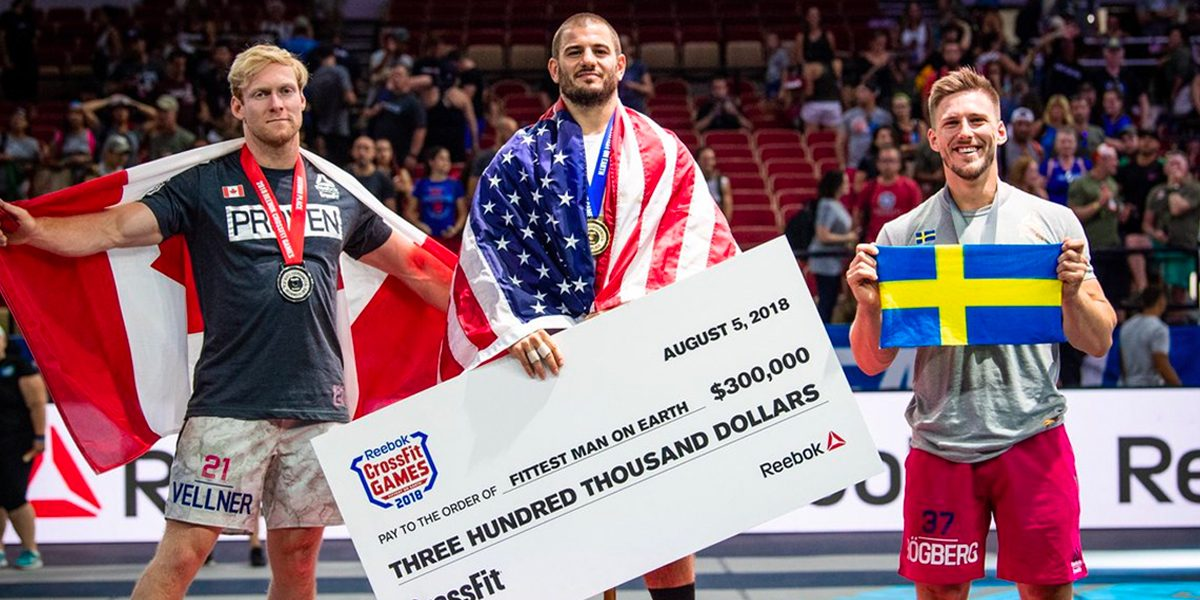 PROVEN
21
VELLNER
AUGUST 5, 2018
Reebok
CrossFit
GAMES
2018
PAY TO THE ORDER OF FITTEST MAN ON EARTH $300,000
THREE HUNDRED THOUSAND DOLLARS
Reebok
CrossFit
37
ÖGBERG